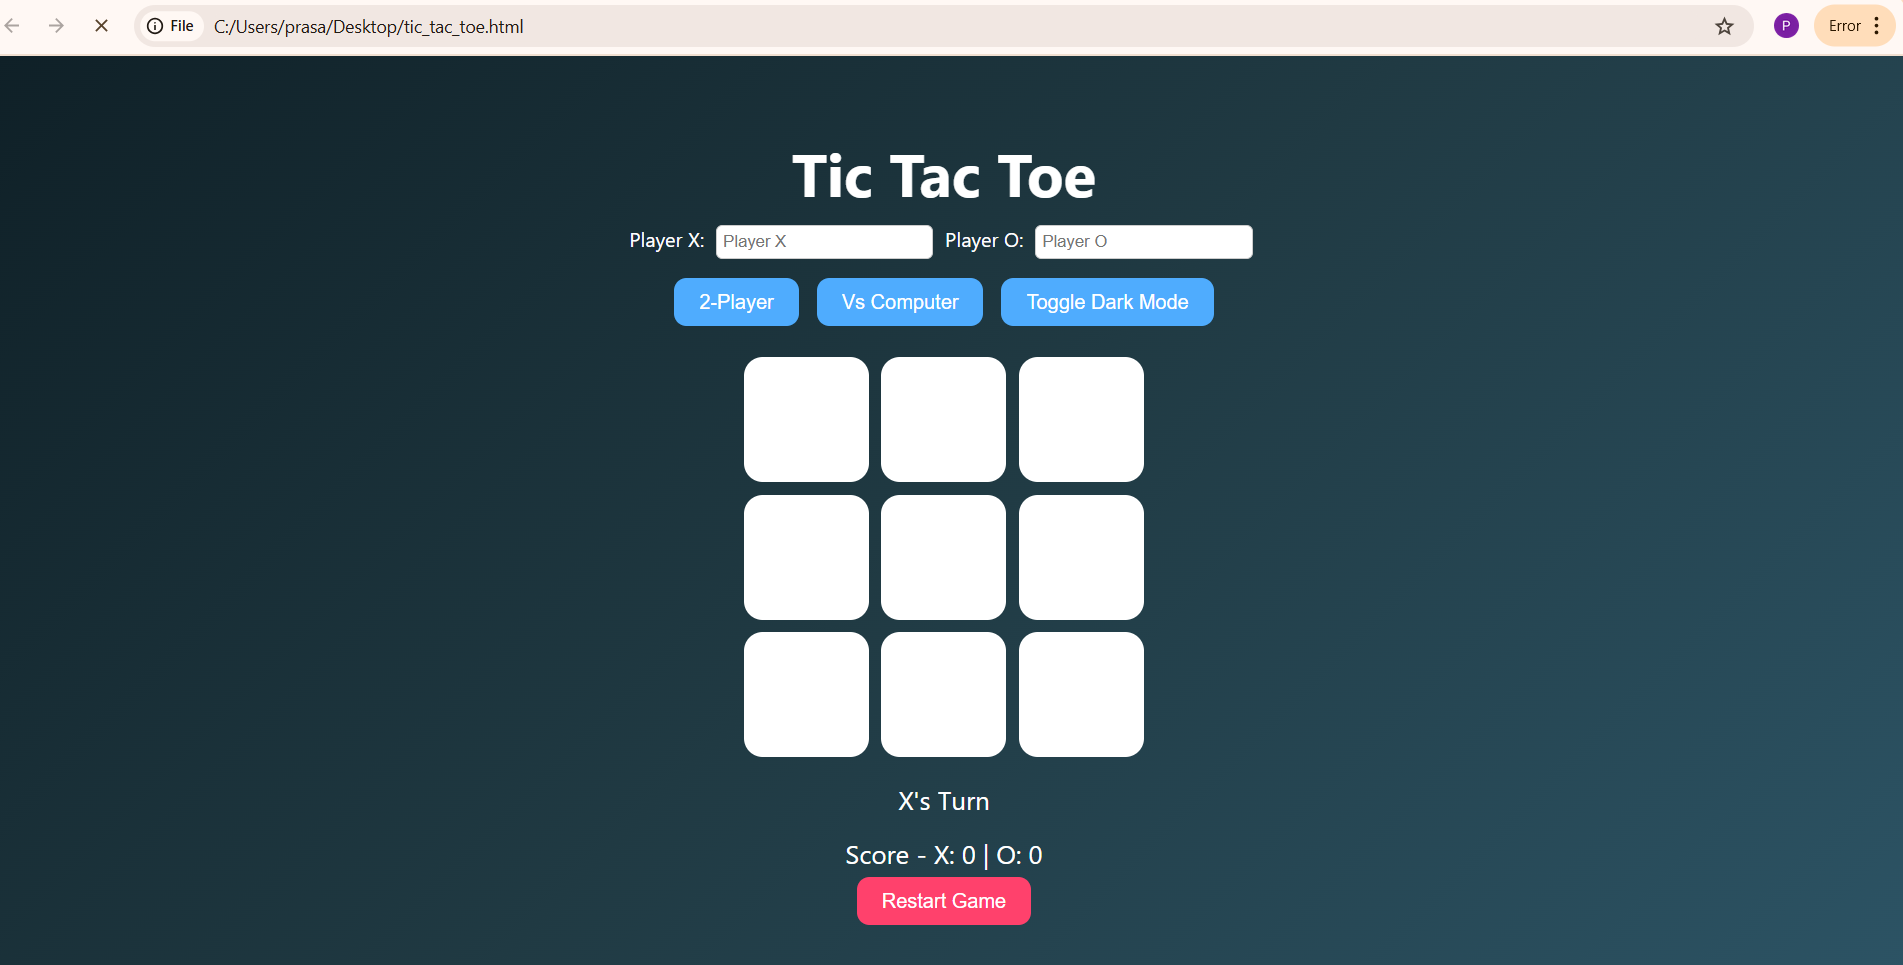 File C:/Users/prasa/Desktop/tic_tac_toe.html P Error
Tic Tac Toe
Player X: Player X Player O: Player O
2-Player Vs Computer Toggle Dark Mode
X's Turn
Score - X: 0 | O: 0
Restart Game